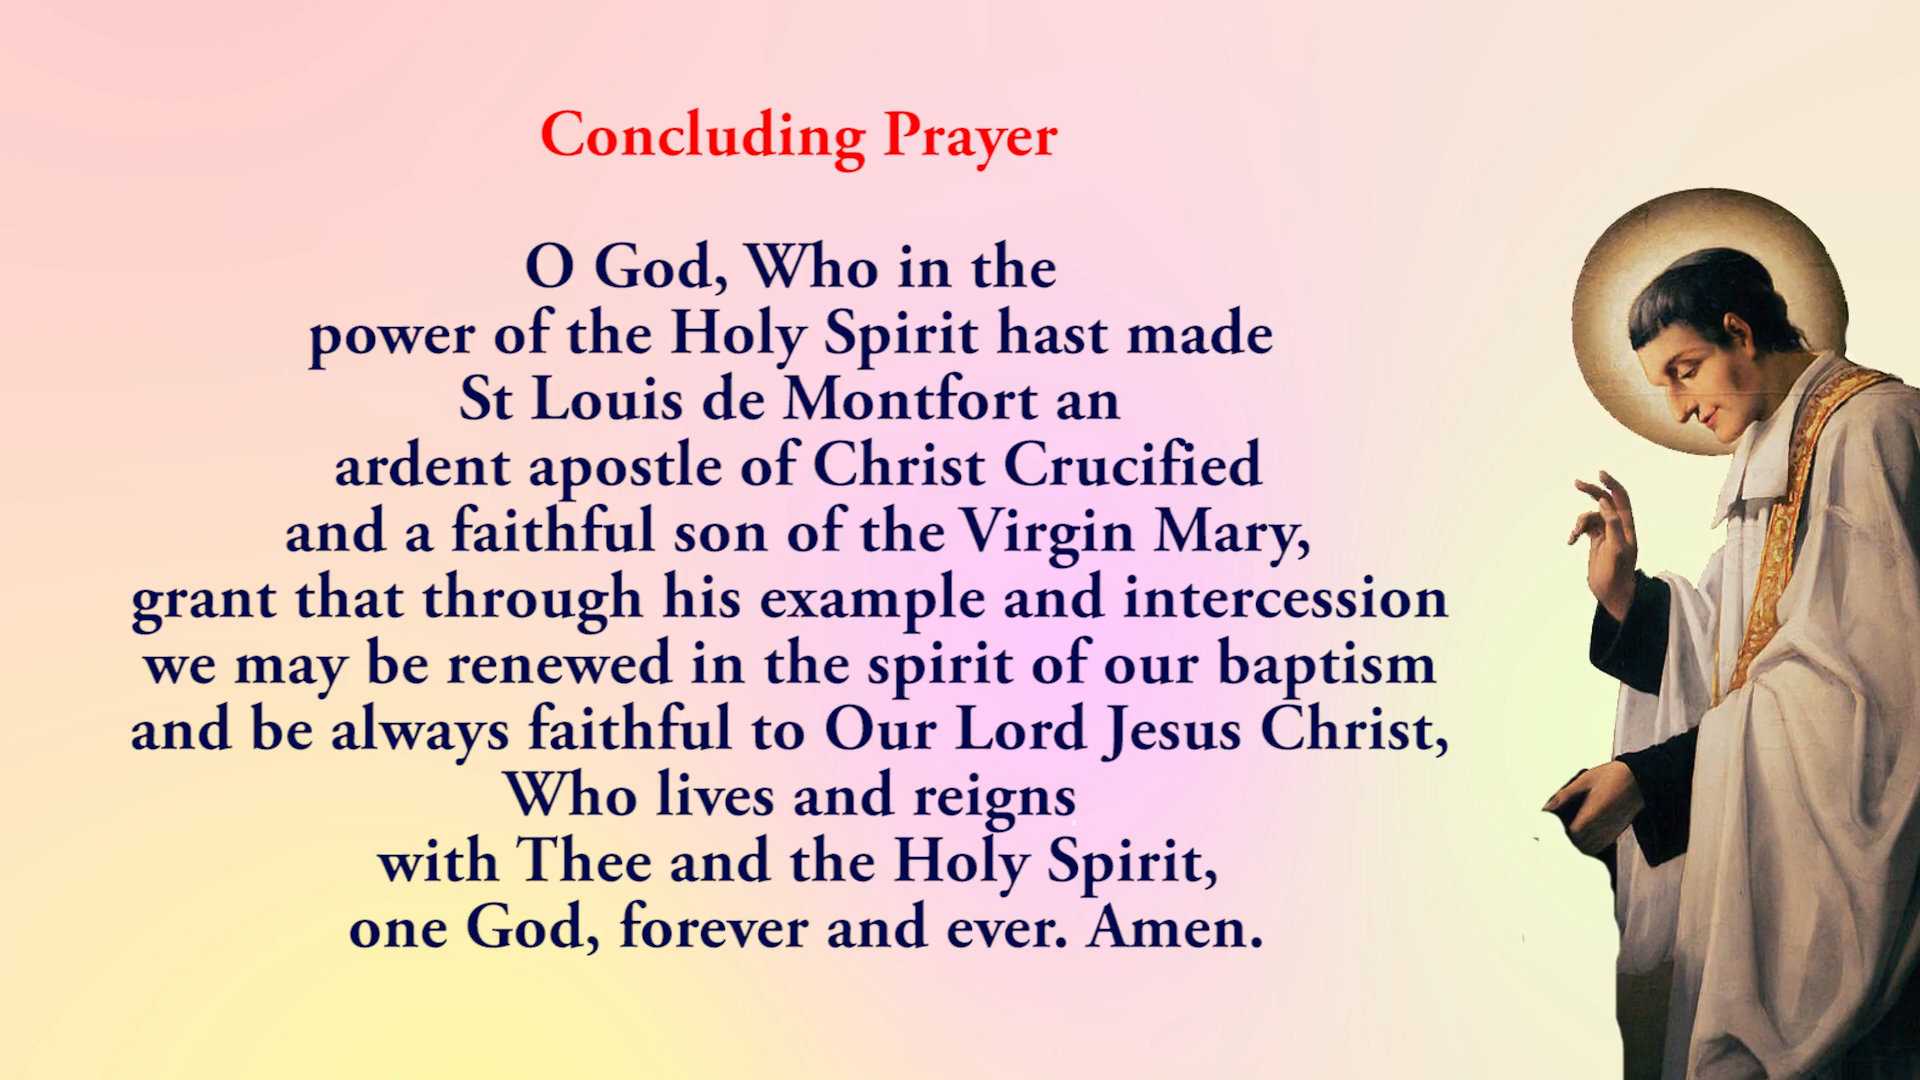 Concluding Prayer
O God, Who in the
power of the Holy Spirit hast made
St Louis de Montfort an
ardent apostle of Christ Crucified
and a faithful son of the Virgin Mary,
grant that through his example and intercession
we may be renewed in the spirit of our baptism
and be always faithful to Our Lord Jesus Christ,
Who lives and reigns
with Thee and the Holy Spirit,
one God, forever and ever. Amen.